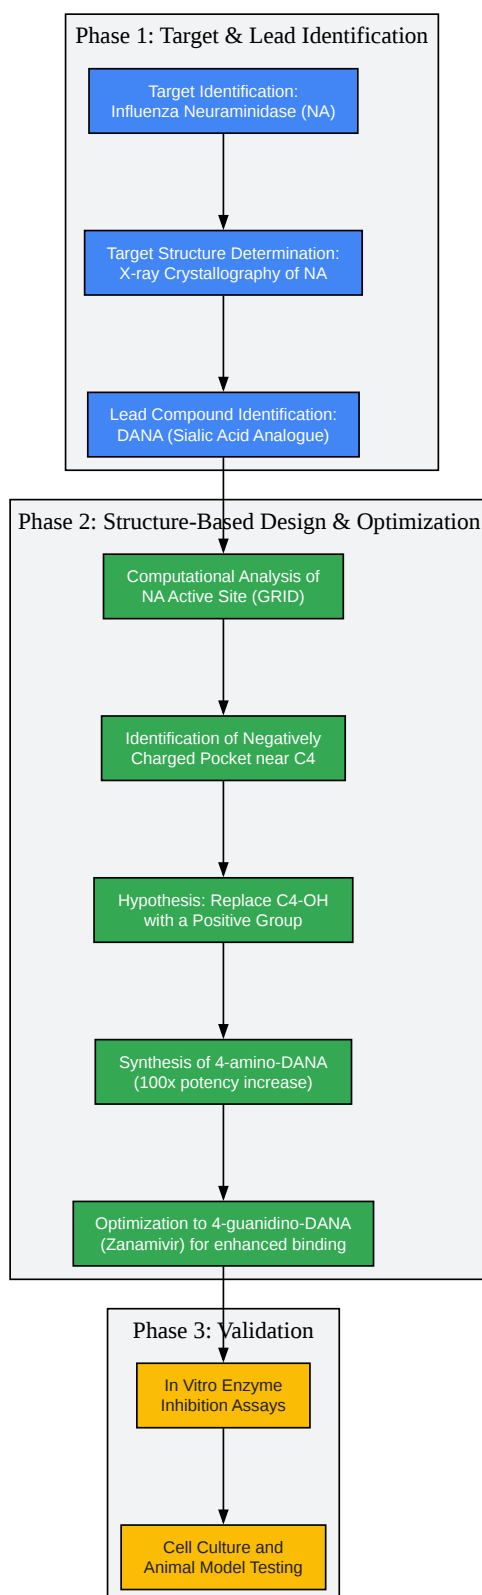 Phase 1: Target & Lead Identification
Target Identification:
Influenza Neuraminidase (NA)
Target Structure Determination:
X-ray Crystallography of NA
Lead Compound Identification:
DANA (Sialic Acid Analogue)
Phase 2: Structure-Based Design & Optimization
Computational Analysis of
NA Active Site (GRID)
Identification of Negatively
Charged Pocket near C4
Hypothesis: Replace C4-OH
with a Positive Group
Synthesis of 4-amino-DANA
(100x potency increase)
Optimization to 4-guanidino-DANA
(Zanamivir) for enhanced binding
Phase 3: Validation
In Vitro Enzyme
Inhibition Assays
Cell Culture and
Animal Model Testing